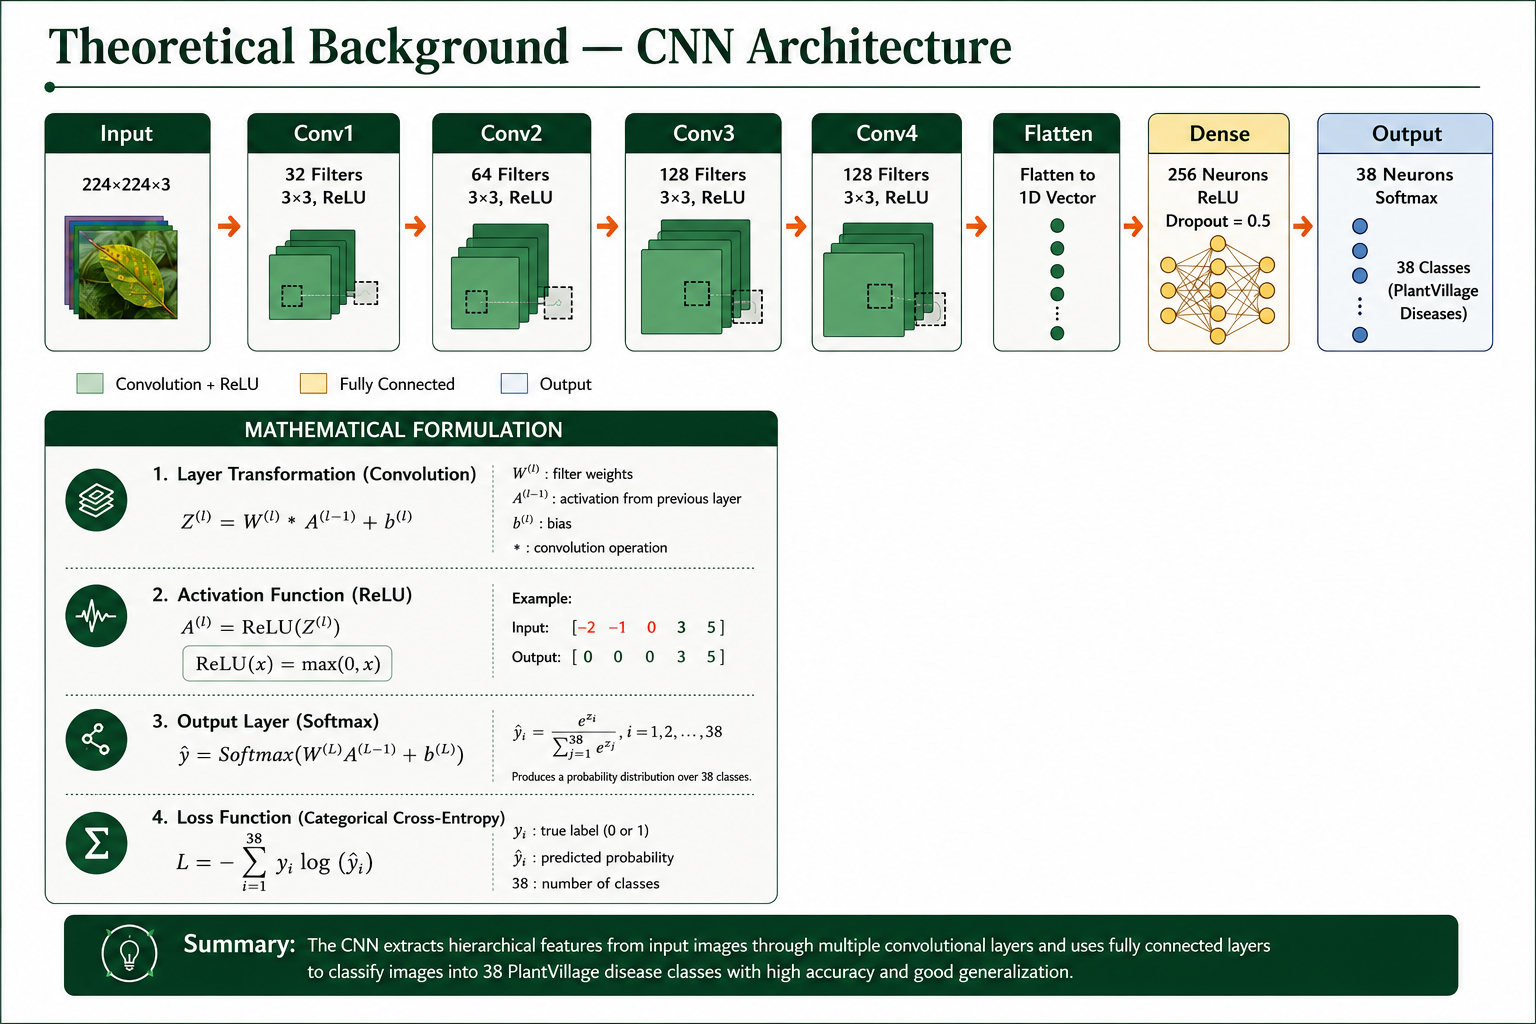 Theoretical Background — CNN Architecture
Input
224×224×3
Conv1
32 Filters
3×3, ReLU
Conv2
64 Filters
3×3, ReLU
Conv3
128 Filters
3×3, ReLU
Conv4
128 Filters
3×3, ReLU
Flatten
Flatten to
1D Vector
Dense
256 Neurons
ReLU
Dropout = 0.5
Output
38 Neurons
Softmax
38 Classes
(PlantVillage
Diseases)
Convolution + ReLU
Fully Connected
Output
MATHEMATICAL FORMULATION
1. Layer Transformation (Convolution)
Z^(l) = W^(l) * A^(l−1) + b^(l)
W^(l) : filter weights
A^(l−1) : activation from previous layer
b^(l) : bias
* : convolution operation
2. Activation Function (ReLU)
A^(l) = ReLU(Z^(l))
ReLU(x) = max(0, x)
Example:
Input: [−2 −1 0 3 5]
Output: [ 0 0 0 3 5]
3. Output Layer (Softmax)
ŷ = Softmax(W^(L)A^(L−1) + b^(L))
ŷ_i = e^{z_i} / ∑_{j=1}^{38} e^{z_j}, i = 1, 2, …, 38
Produces a probability distribution over 38 classes.
4. Loss Function (Categorical Cross-Entropy)
L = − ∑_{i=1}^{38} y_i log (ŷ_i)
y_i : true label (0 or 1)
ŷ_i : predicted probability
38 : number of classes
Summary: The CNN extracts hierarchical features from input images through multiple convolutional layers and uses fully connected layers
to classify images into 38 PlantVillage disease classes with high accuracy and good generalization.